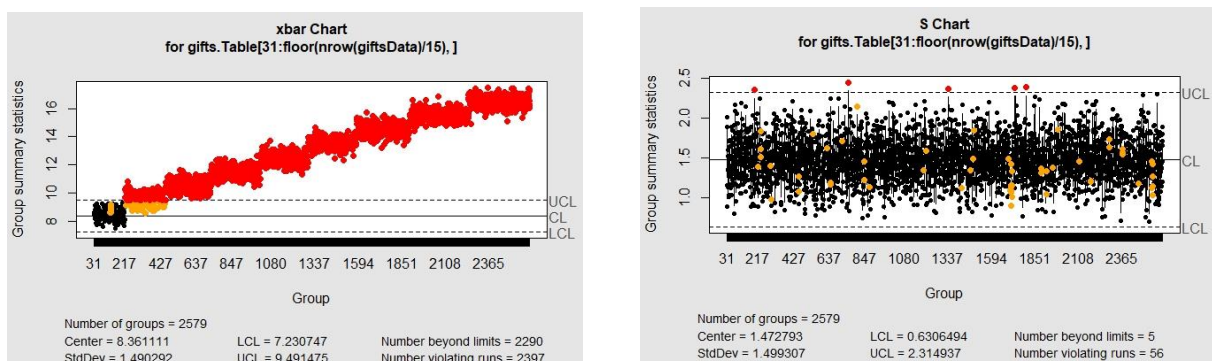 xbar Chart
for gifts.Table[31:floor(nrow(giftsData)/15), ]
Group summary statistics
16
14
12
10
8
UCL
CL
LCL
31 217 427 637 847 1080 1337 1594 1851 2108 2365
Group
Number of groups = 2579
Center = 8.361111 LCL = 7.230747 Number beyond limits = 2290
StdDev = 1.490292 UCL = 9.491475 Number violating runs = 2397
S Chart
for gifts.Table[31:floor(nrow(giftsData)/15), ]
Group summary statistics
2.5
2.0
1.5
1.0
UCL
CL
LCL
31 217 427 637 847 1080 1337 1594 1851 2108 2365
Group
Number of groups = 2579
Center = 1.472793 LCL = 0.6306494 Number beyond limits = 5
StdDev = 1.499307 UCL = 2.314937 Number violating runs = 56